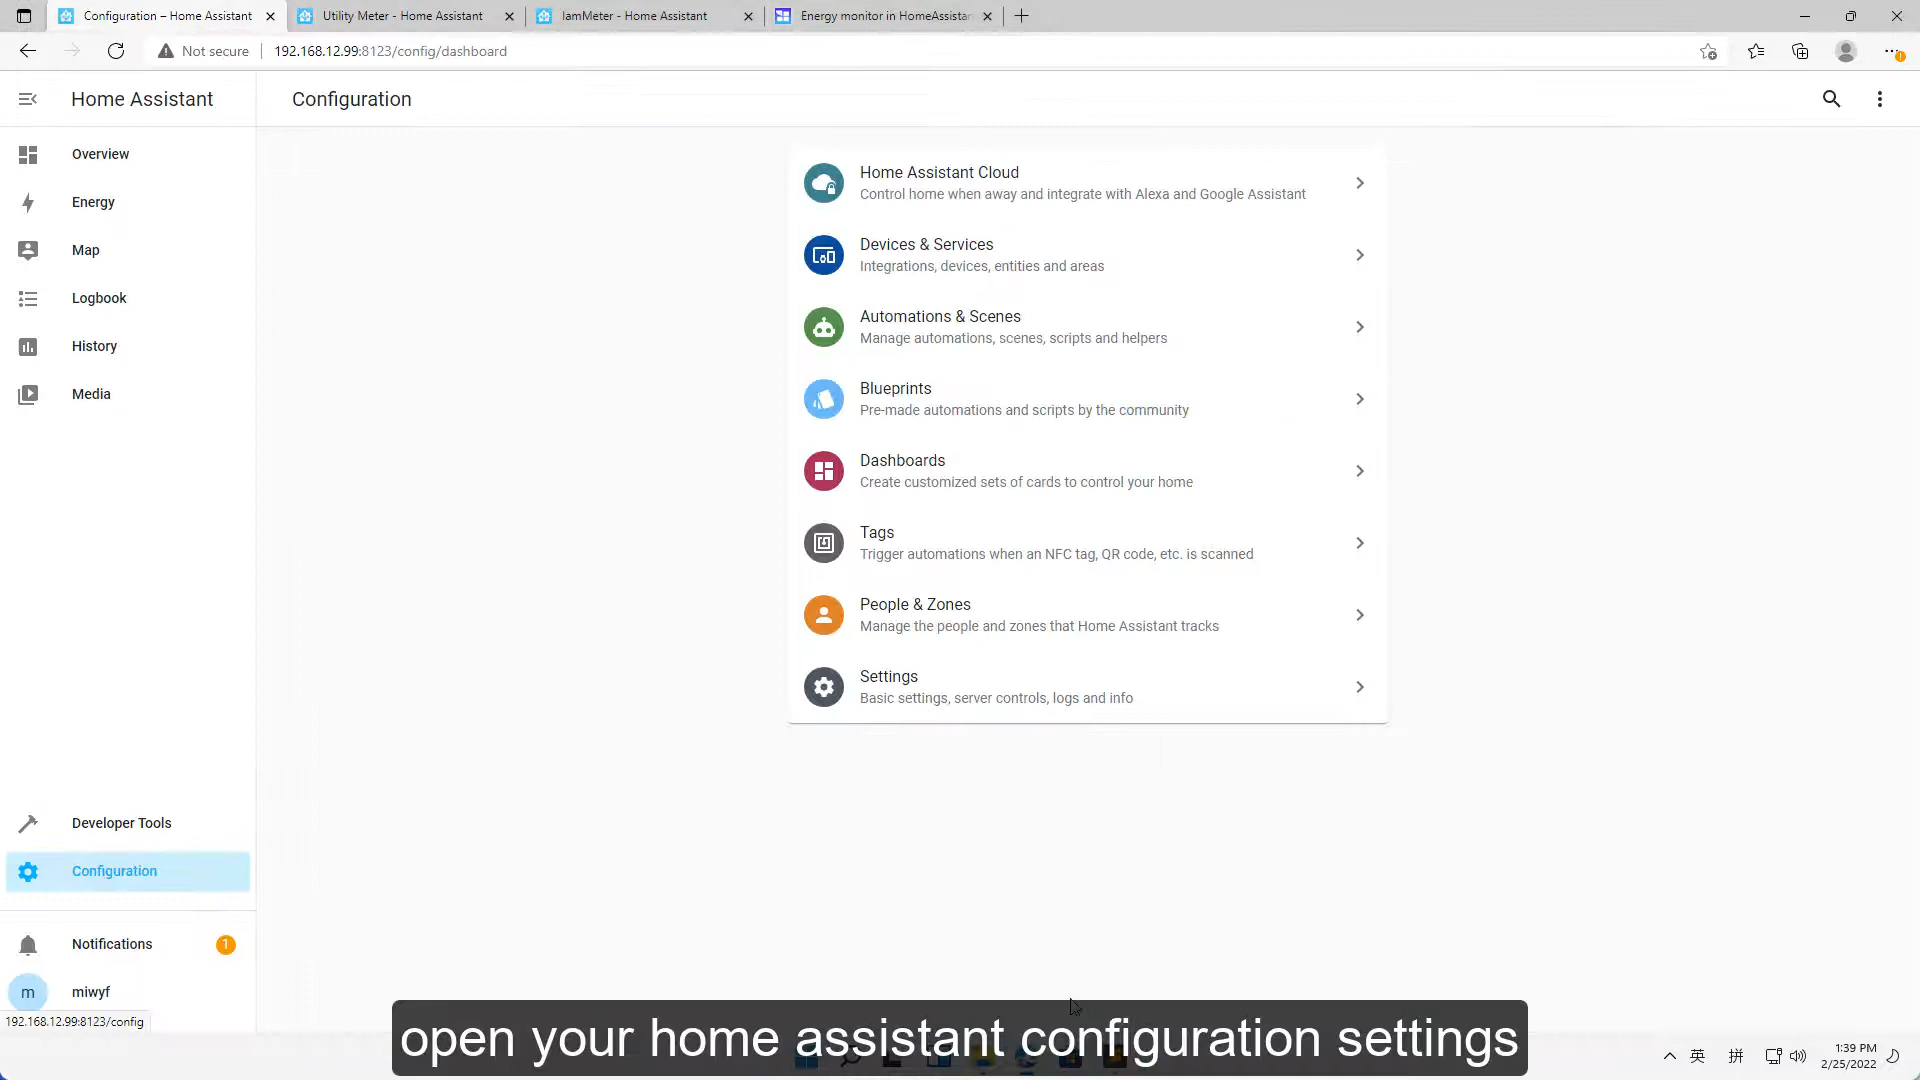 Configuration – Home Assistant
Utility Meter - Home Assistant
IamMeter - Home Assistant
Energy monitor in HomeAssistan
Not secure
192.168.12.99:8123/config/dashboard
Home Assistant
Configuration
Overview
Energy
Map
Logbook
History
Media
Home Assistant Cloud
Control home when away and integrate with Alexa and Google Assistant
Devices & Services
Integrations, devices, entities and areas
Automations & Scenes
Manage automations, scenes, scripts and helpers
Blueprints
Pre-made automations and scripts by the community
Dashboards
Create customized sets of cards to control your home
Tags
Trigger automations when an NFC tag, QR code, etc. is scanned
People & Zones
Manage the people and zones that Home Assistant tracks
Settings
Basic settings, server controls, logs and info
Developer Tools
Configuration
Notifications
1
m
miwyf
192.168.12.99:8123/config
open your home assistant configuration settings
英
拼
1:39 PM
2/25/2022